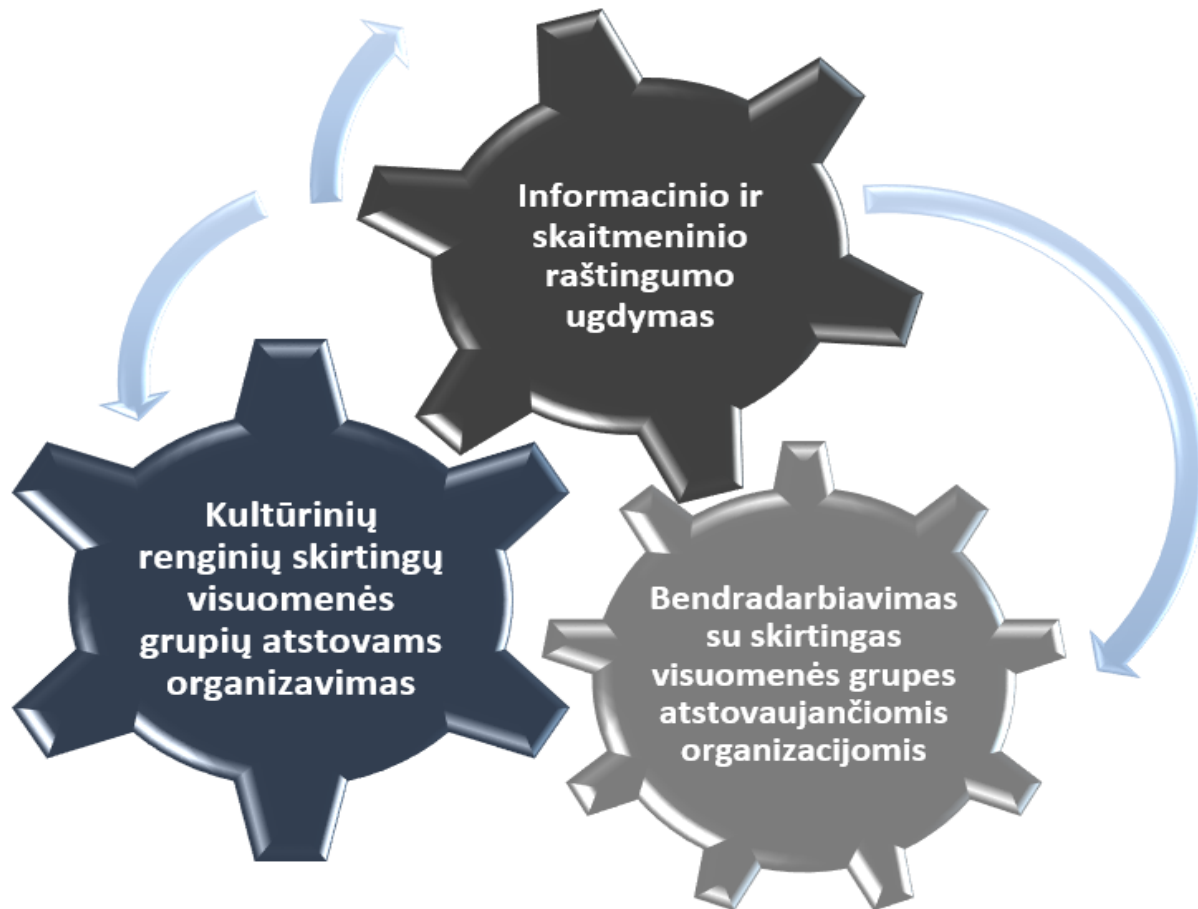 Informacinio ir
skaitmeninio
raštingumo
ugdymas
Kultūrinių
renginių skirtingų
visuomenės
grupių atstovams
organizavimas
Bendradarbiavimas
su skirtingas
visuomenės grupes
atstovaujančiomis
organizacijomis